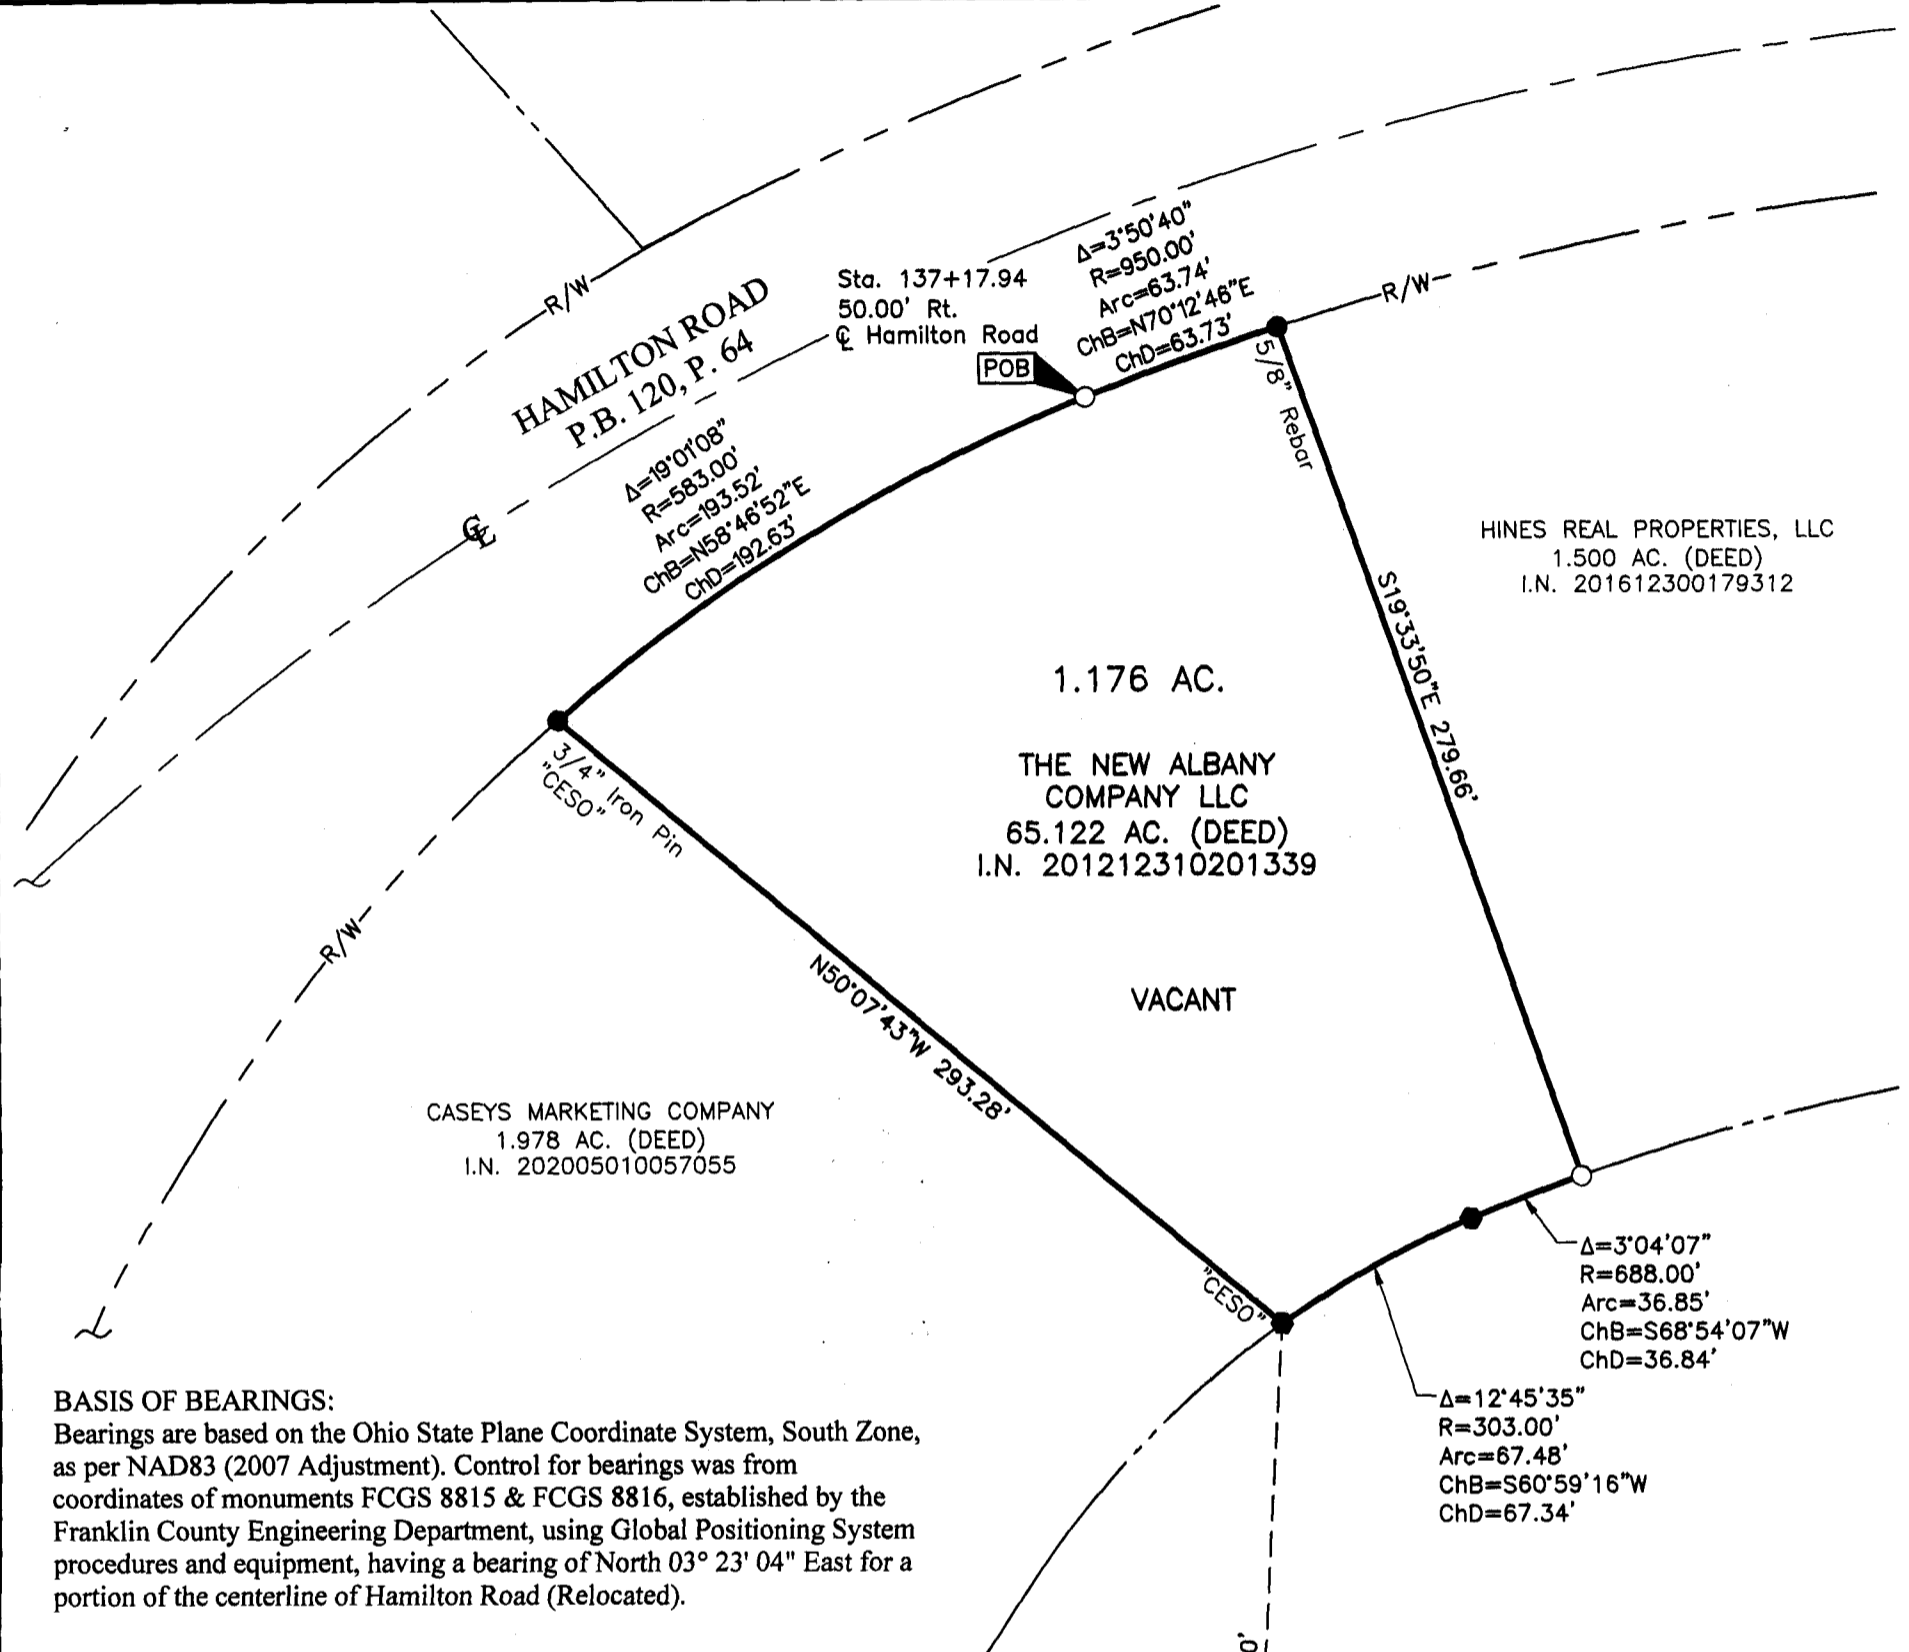 R/W
HAMILTON ROAD
P.B. 120, P. 64
Sta. 137+17.94
50.00' Rt.
℄ Hamilton Road
POB
Δ=3°50'40"
R=950.00'
Arc=63.74'
ChB=N70°12'46"E
ChD=63.73'
R/W
5/8" Rebar
℄
Δ=19°01'08"
R=583.00'
Arc=193.52'
ChB=N58°46'52"E
ChD=192.63'
HINES REAL PROPERTIES, LLC
1.500 AC. (DEED)
I.N. 201612300179312
S19°33'50"E 279.66'
1.176 AC.
THE NEW ALBANY
COMPANY LLC
65.122 AC. (DEED)
I.N. 201212310201339
VACANT
3/4" Iron Pin
"CESO"
R/W
N50°07'43"W 293.28'
CASEYS MARKETING COMPANY
1.978 AC. (DEED)
I.N. 202005010057055
"CESO"
Δ=3°04'07"
R=688.00'
Arc=36.85'
ChB=S68°54'07"W
ChD=36.84'
Δ=12°45'35"
R=303.00'
Arc=67.48'
ChB=S60°59'16"W
ChD=67.34'
BASIS OF BEARINGS:
Bearings are based on the Ohio State Plane Coordinate System, South Zone,
as per NAD83 (2007 Adjustment). Control for bearings was from
coordinates of monuments FCGS 8815 & FCGS 8816, established by the
Franklin County Engineering Department, using Global Positioning System
procedures and equipment, having a bearing of North 03° 23' 04" East for a
portion of the centerline of Hamilton Road (Relocated).